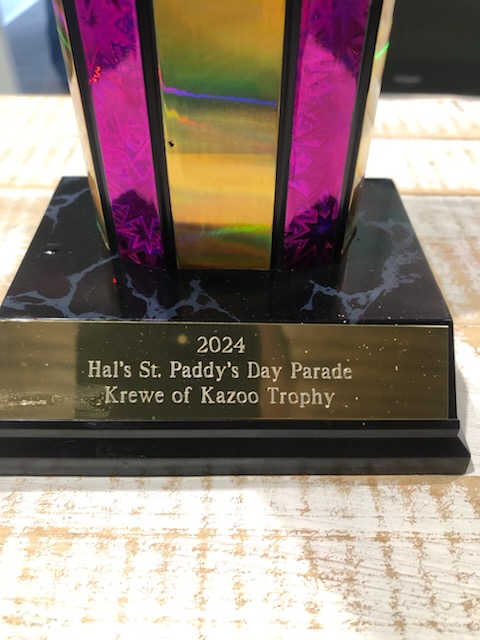 2024
Hal's St. Paddy's Day Parade
Krewe of Kazoo Trophy